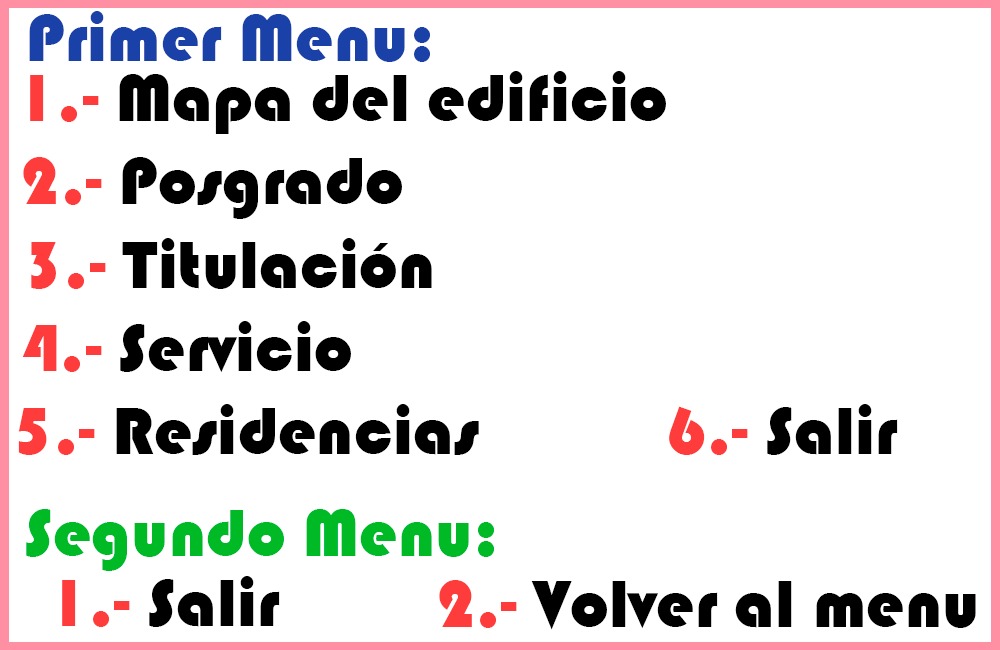 Primer Menu:
1.- Mapa del edificio
2.- Posgrado
3.- Titulación
4.- Servicio
5.- Residencias 6.- Salir
Segundo Menu:
1.- Salir 2.- Volver al menu